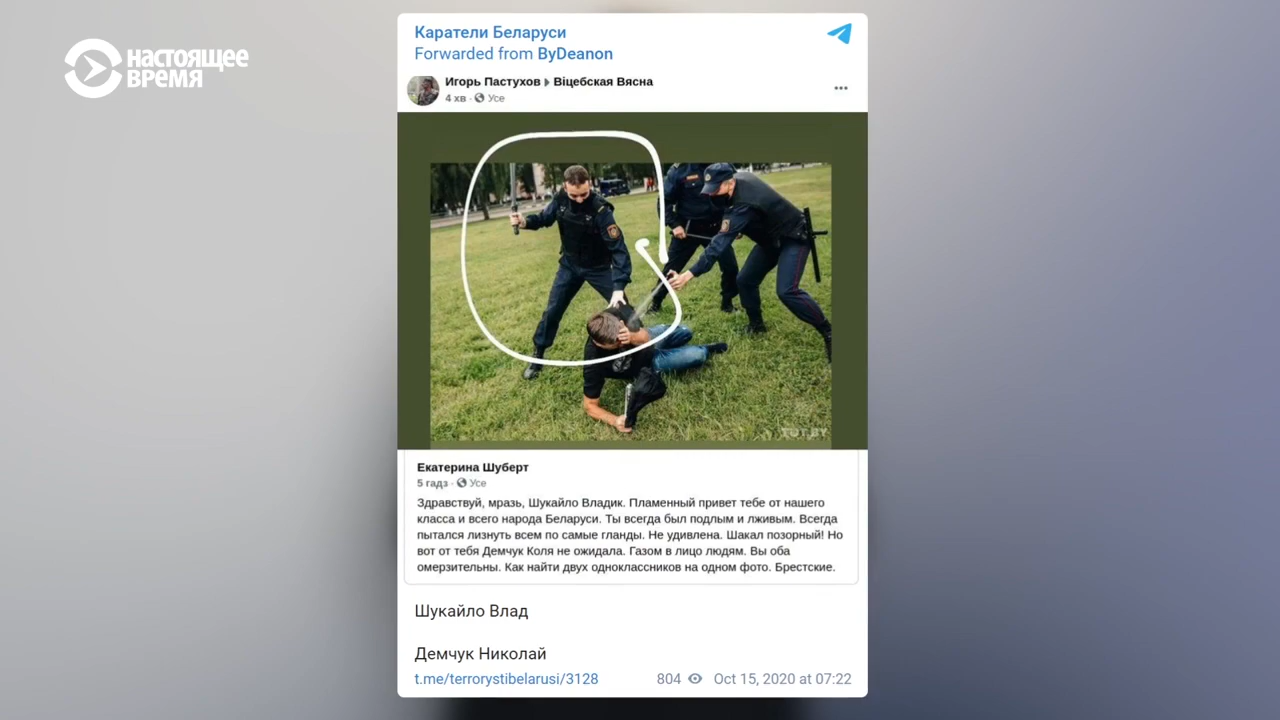 настоящее
время
Каратели Беларуси
Forwarded from ByDeanon
Игорь Пастухов Віцебская Вясна
4 хв · Усе
TUT.BY
Екатерина Шуберт
5 гадз · Усе
Здравствуй, мразь, Шукайло Владик. Пламенный привет тебе от нашего
класса и всего народа Беларуси. Ты всегда был подлым и лживым. Всегда
пытался лизнуть всем по самые гланды. Не удивлена. Шакал позорный! Но
вот от тебя Демчук Коля не ожидала. Газом в лицо людям. Вы оба
омерзительны. Как найти двух одноклассников на одном фото. Брестские.
Шукайло Влад
Демчук Николай
t.me/terrorystibelarusi/3128 804 Oct 15, 2020 at 07:22